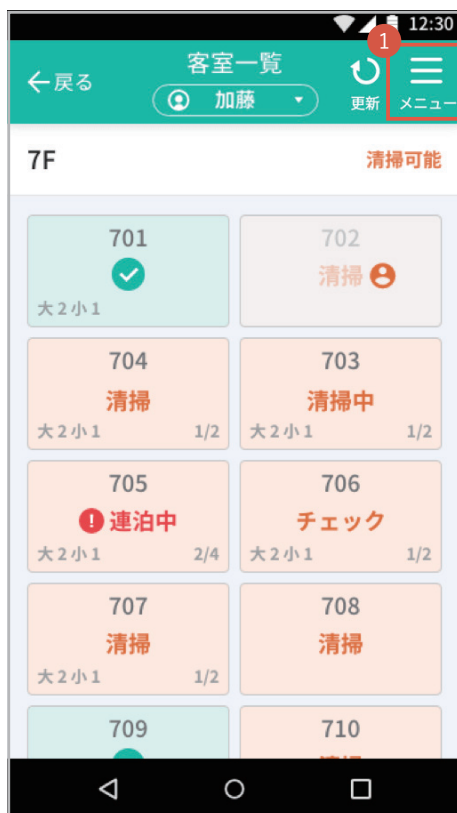 12:30
1
戻る
客室一覧
加藤
更新
メニュー
7F
清掃可能
701
大2小1
702
清掃
704
清掃
大2小1 1/2
703
清掃中
大2小1 1/2
705
連泊中
大2小1 2/4
706
チェック
大2小1 1/2
707
清掃
大2小1 1/2
708
清掃
709
710